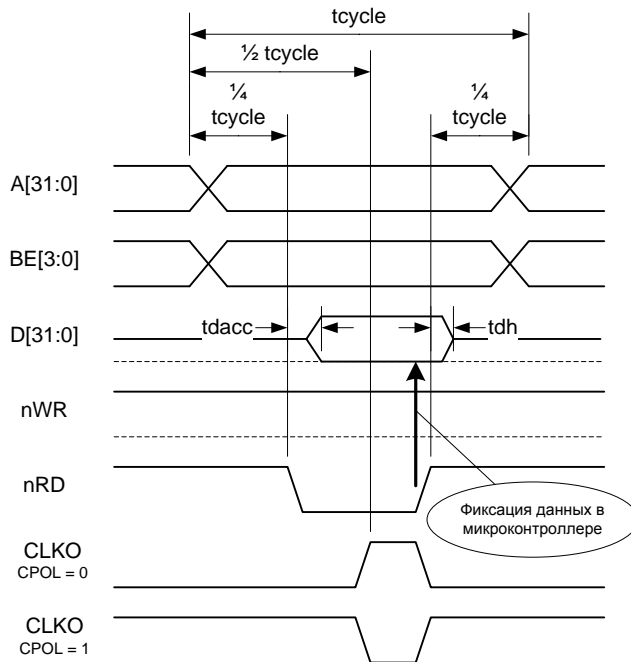 tcycle
½ tcycle
¼
tcycle
¼
tcycle
A[31:0]
BE[3:0]
D[31:0]
tdacc
tdh
nWR
nRD
Фиксация данных в
микроконтроллере
CLKO
CPOL = 0
CLKO
CPOL = 1